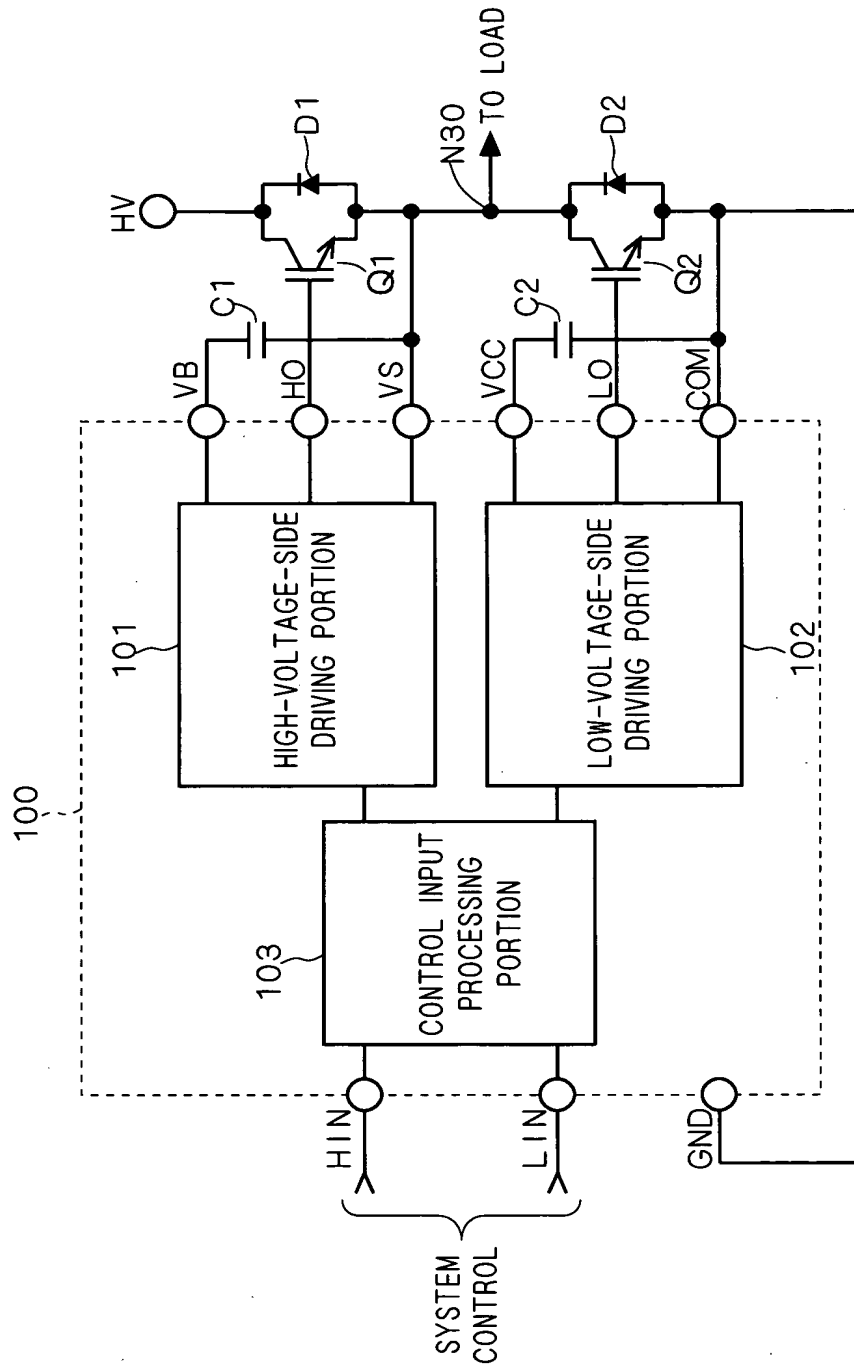 100
HV
101
VB
C1
D1
HIGH-VOLTAGE-SIDE
DRIVING PORTION
HO
Q1
VS
N30
TO LOAD
103
HIN
CONTROL INPUT
PROCESSING
PORTION
LIN
SYSTEM
CONTROL
VCC
C2
D2
LOW-VOLTAGE-SIDE
DRIVING PORTION
LO
Q2
COM
102
GND